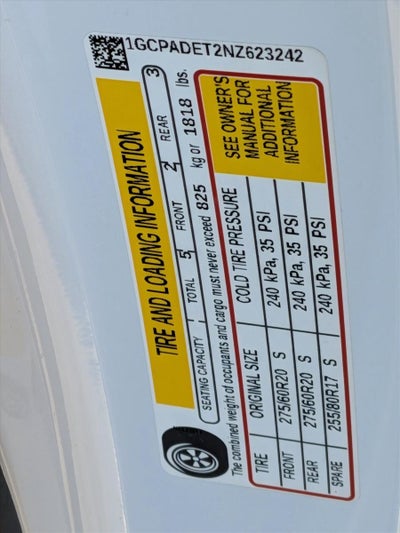 1GCPADET2NZ623242
TIRE AND LOADING INFORMATION
SEATING CAPACITY TOTAL 5 FRONT 2 REAR 3
The combined weight of occupants and cargo must never exceed 825 kg or 1818 lbs.
TIRE ORIGINAL SIZE COLD TIRE PRESSURE
FRONT 275/60R20 S 240 kPa, 35 PSI
REAR 275/60R20 S 240 kPa, 35 PSI
SPARE 255/80R17 S 240 kPa, 35 PSI
SEE OWNER'S
MANUAL FOR
ADDITIONAL
INFORMATION